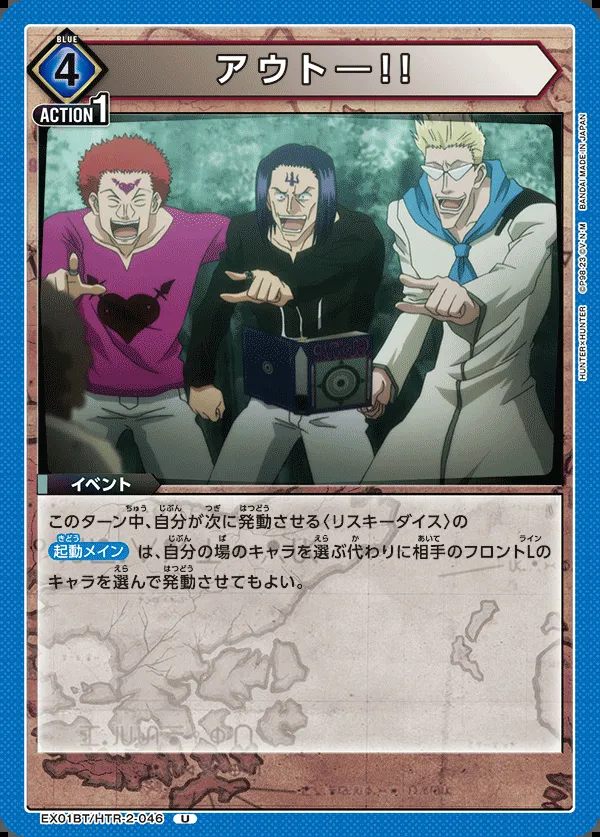 BLUE
4
アウトー!!
ACTION 1
HUNTER×HUNTER ©P98-23 ©V·N·M BANDAI MADE IN JAPAN
イベント
このターン中、自分が次に発動させる〈リスキーダイス〉の
起動メイン は、自分の場のキャラを選ぶ代わりに相手のフロントLの
キャラを選んで発動させてもよい。
EX01BT/HTR-2-046 U